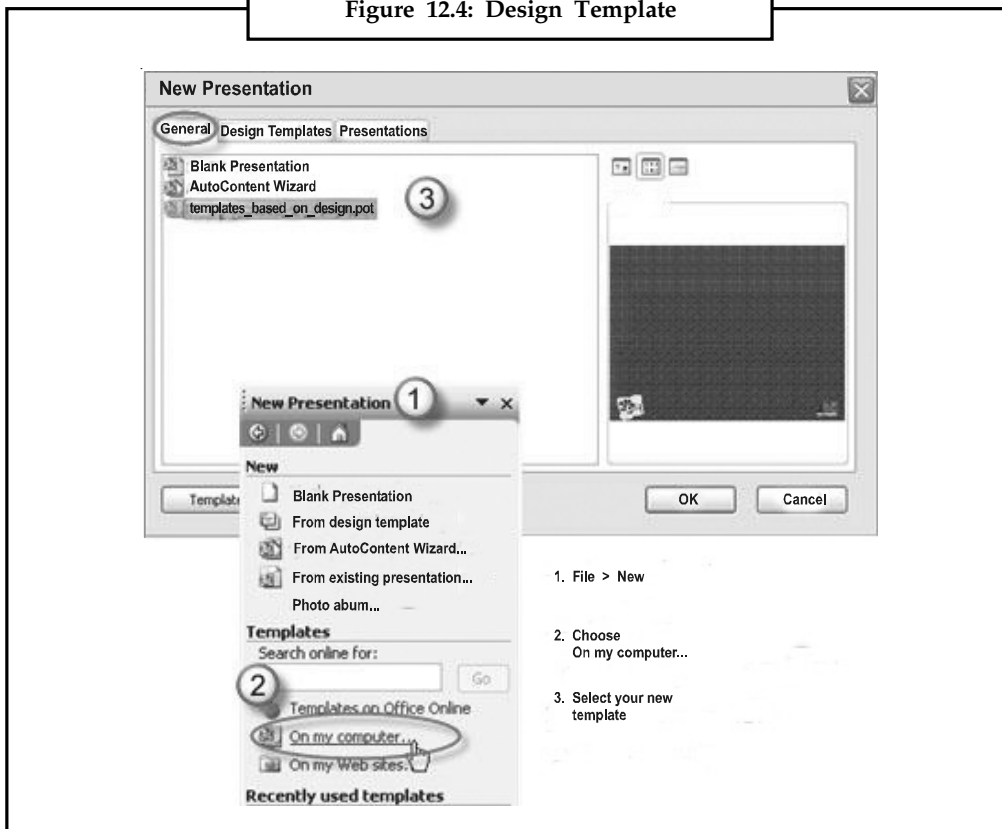 Figure 12.4: Design Template
New Presentation
General Design Templates Presentations
Blank Presentation
AutoContent Wizard
templates_based_on_design.pot
3
New Presentation 1
New
Blank Presentation
From design template
From AutoContent Wizard...
From existing presentation...
Photo abum...
Templates
Search online for:
Go
2
Templates on Office Online
On my computer...
On my Web sites.
Recently used templates
Template
OK Cancel
1. File > New
2. Choose
On my computer...
3. Select your new
template